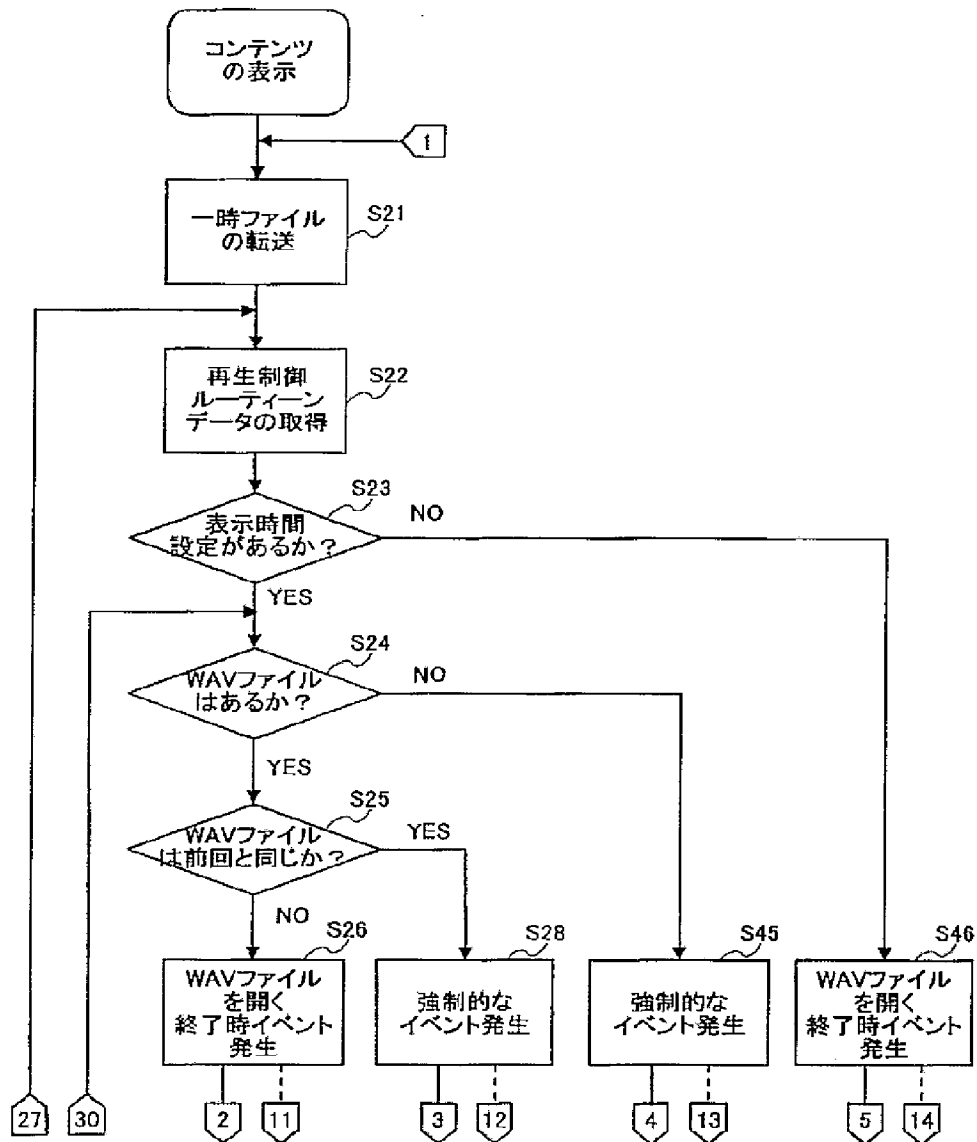 コンテンツ
の表示
1
一時ファイル
の転送
S21
再生制御
ルーティーン
データの取得
S22
S23
表示時間
設定があるか？
NO
YES
S24
WAVファイル
はあるか？
NO
YES
S25
WAVファイル
は前回と同じか？
YES
NO
S26
WAVファイル
を開く
終了時イベント
発生
S28
強制的な
イベント発生
S45
強制的な
イベント発生
S46
WAVファイル
を開く
終了時イベント
発生
27
30
2
11
3
12
4
13
5
14